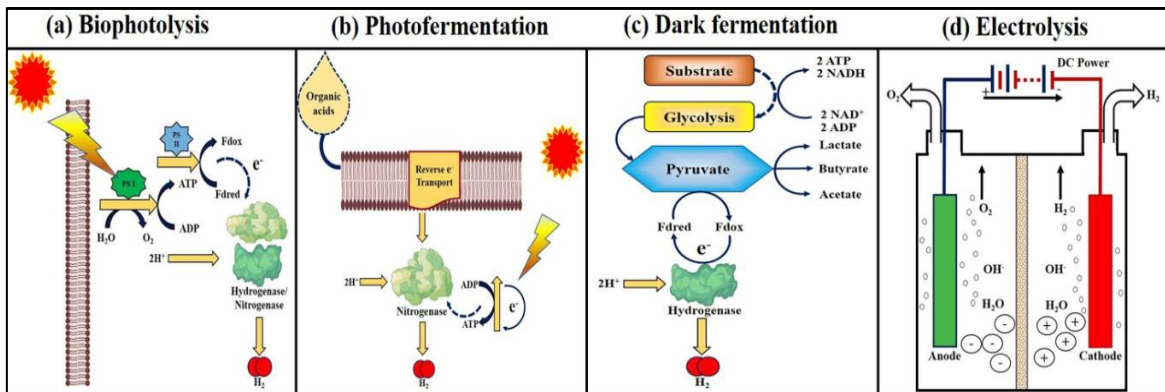 (a) Biophotolysis
PS
II
Fdox
e-
PS I
ATP
Fdred
H₂O
O₂
ADP
2H⁺
Hydrogenase/
Nitrogenase
H₂
(b) Photofermentation
Organic
acids
Reverse e-
Transport
2H⁺
ADP
e-
Nitrogenase
ATP
H₂
(c) Dark fermentation
Substrate
2 ATP
2 NADH
Glycolysis
2 NAD⁺
2 ADP
Lactate
Pyruvate
Butyrate
Acetate
Fdred
Fdox
e-
2H⁺
Hydrogenase
H₂
(d) Electrolysis
DC Power
+
-
O₂
H₂
O₂
H₂
OH-
OH-
H₂O
H₂O
-
-
-
-
+
+
+
+
+
Anode
Cathode